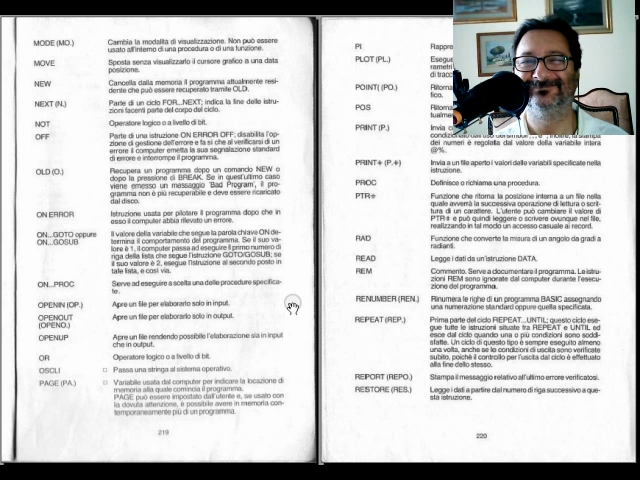 MODE (MO.) Cambia la modalità di visualizzazione. Non può essere
usato all'interno di una procedura o di una funzione.
MOVE Sposta senza visualizzarlo il cursore grafico a una data
posizione.
NEW Cancella dalla memoria il programma attualmente resi-
dente che può essere recuperato tramite OLD.
NEXT (N.) Parte di un ciclo FOR..NEXT; indica la fine delle istru-
zioni facenti parte del corpo del ciclo.
NOT Operatore logico o a livello di bit.
OFF Parte di una istruzione ON ERROR OFF; disabilita l'op-
zione di gestione dell'errore e fa sì che al verificarsi di un
errore il computer emetta la sua segnalazione standard
di errore e interrompa il programma.
OLD (O.) Recupera un programma dopo un comando NEW o
dopo la pressione di BREAK. Se in quest'ultimo caso
viene emesso un messaggio 'Bad Program', il pro-
gramma non è più recuperabile e deve essere ricaricato
dal disco.
ON ERROR Istruzione usata per pilotare il programma dopo che in
esso il computer abbia rilevato un errore.
ON...GOTO oppure Il valore della variabile che segue la parola chiave ON de-
ON...GOSUB termina il comportamento del programma. Se il suo va-
lore è 1, il computer passa ad eseguire il primo numero di
riga della lista che segue l'istruzione GOTO/GOSUB; se
il suo valore è 2, esegue l'istruzione al secondo posto in
tale lista, e così via.
ON...PROC Serve ad eseguire a scelta una delle procedure specifica-
te.
OPENIN (OP.) Apre un file per elaborarlo solo in input.
OPENOUT Apre un file per elaborarlo solo in output.
(OPENO.)
OPENUP Apre un file rendendo possibile l'elaborazione sia in input
che in output.
OR Operatore logico o a livello di bit.
OSCLI □ Passa una stringa al sistema operativo.
PAGE (PA.) □ Variabile usata dal computer per indicare la locazione di
memoria alla quale comincia il programma.
PAGE può essere impostato dall'utente e, se usato con
la dovuta attenzione, è possibile avere in memoria con-
temporaneamente più di un programma.
219
PI Rappre
PLOT (PL.) Esegue
rametri
di tracc
POINT( (PO.) Ritorna
fico.
POS Ritorna
tualmen
PRINT (P.) Invia
dei numeri è regolata dal valore della variabile intera
@%.
PRINT# (P.#) Invia a un file aperto i valori delle variabili specificate nella
istruzione.
PROC Definisce o richiama una procedura.
PTR# Funzione che ritorna la posizione interna a un file nella
quale avverrà la successiva operazione di lettura o scrit-
tura di un carattere. L'utente può cambiare il valore di
PTR# e può quindi leggere o scrivere ovunque nel file,
realizzando in tal modo un accesso casuale ai record.
RAD Funzione che converte la misura di un angolo da gradi a
radianti.
READ Legge i dati da un'istruzione DATA.
REM Commento. Serve a documentare il programma. Le istru-
zioni REM sono ignorate dal computer durante l'esecu-
zione del programma.
RENUMBER (REN.) Rinumera le righe di un programma BASIC assegnando
una numerazione standard oppure quella specificata.
REPEAT (REP.) Prima parte del ciclo REPEAT...UNTIL; questo ciclo ese-
gue tutte le istruzioni situate fra REPEAT e UNTIL ed
esce dal ciclo quando una o più condizioni sono soddi-
sfatte. Un ciclo di questo tipo è sempre eseguito almeno
una volta, anche se le condizioni di uscita sono verificate
subito, poiché il controllo per l'uscita dal ciclo è effettuato
alla fine dello stesso.
REPORT (REPO.) Stampa il messaggio relativo all'ultimo errore verificatosi.
RESTORE (RES.) Legge i dati a partire dal numero di riga successivo a que-
sta istruzione.
220